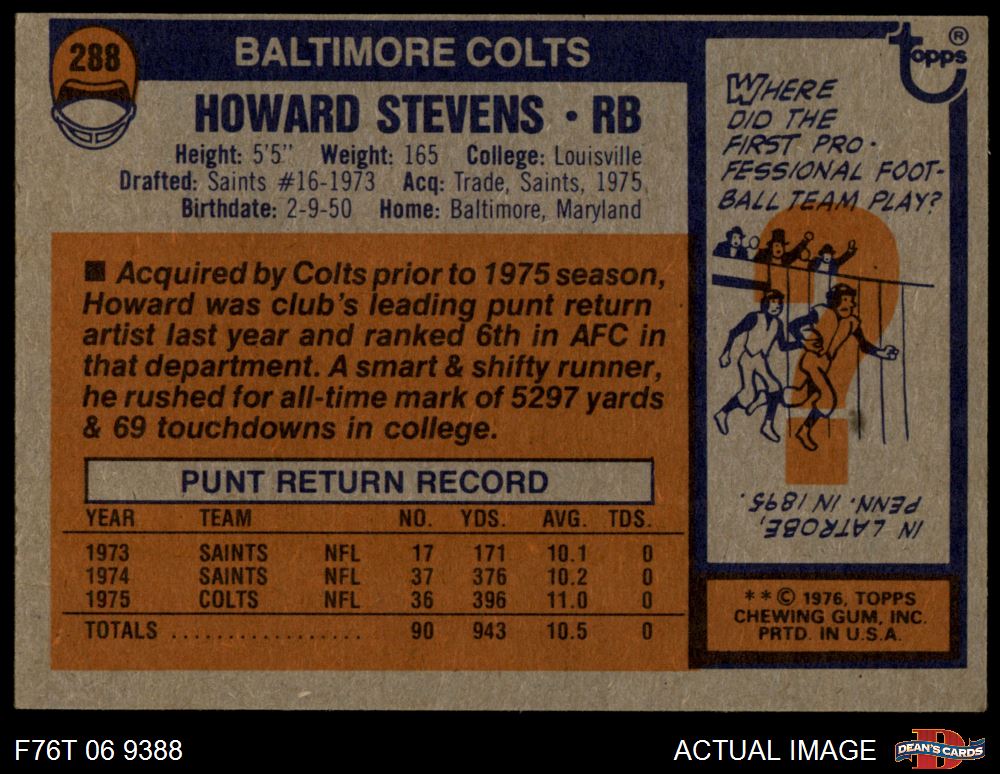 288
BALTIMORE COLTS
HOWARD STEVENS • RB
Height: 5'5" Weight: 165 College: Louisville
Drafted: Saints #16-1973 Acq: Trade, Saints, 1975
Birthdate: 2-9-50 Home: Baltimore, Maryland
■ Acquired by Colts prior to 1975 season,
Howard was club's leading punt return
artist last year and ranked 6th in AFC in
that department. A smart & shifty runner,
he rushed for all-time mark of 5297 yards
& 69 touchdowns in college.
PUNT RETURN RECORD
YEAR TEAM NO. YDS. AVG. TDS.
1973 SAINTS NFL 17 171 10.1 0
1974 SAINTS NFL 37 376 10.2 0
1975 COLTS NFL 36 396 11.0 0
TOTALS .................. 90 943 10.5 0
topps ®
WHERE
DID THE
FIRST PRO-
FESSIONAL FOOT-
BALL TEAM PLAY?
IN LATROBE,
PENN. IN 1895.
* * © 1976, TOPPS
CHEWING GUM, INC.
PRTD. IN U.S.A.
F76T 06 9388
ACTUAL IMAGE
D
DEAN'S CARDS